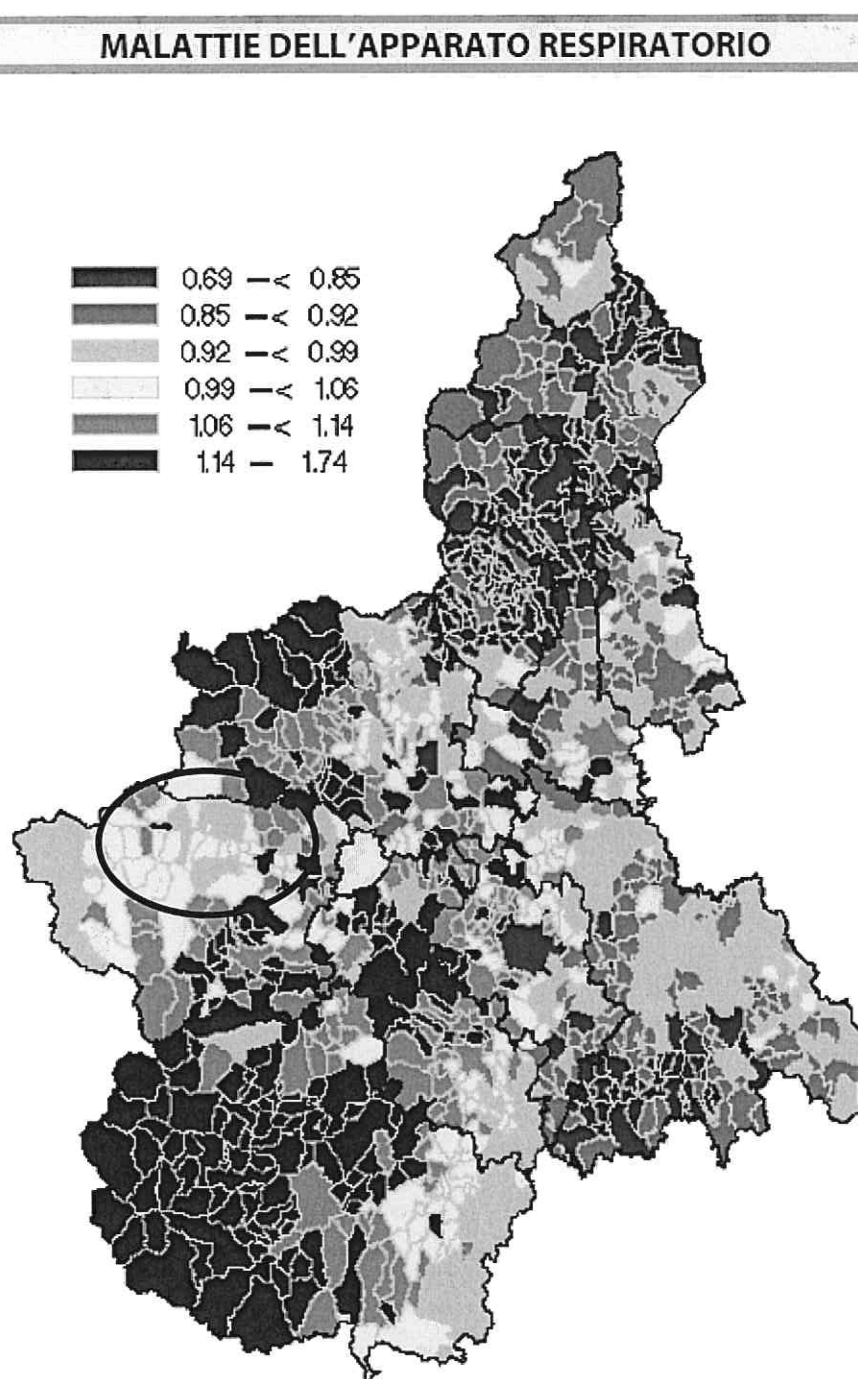 MALATTIE DELL'APPARATO RESPIRATORIO
0.69 –< 0.85
0.85 –< 0.92
0.92 –< 0.99
0.99 –< 1.06
1.06 –< 1.14
1.14 – 1.74